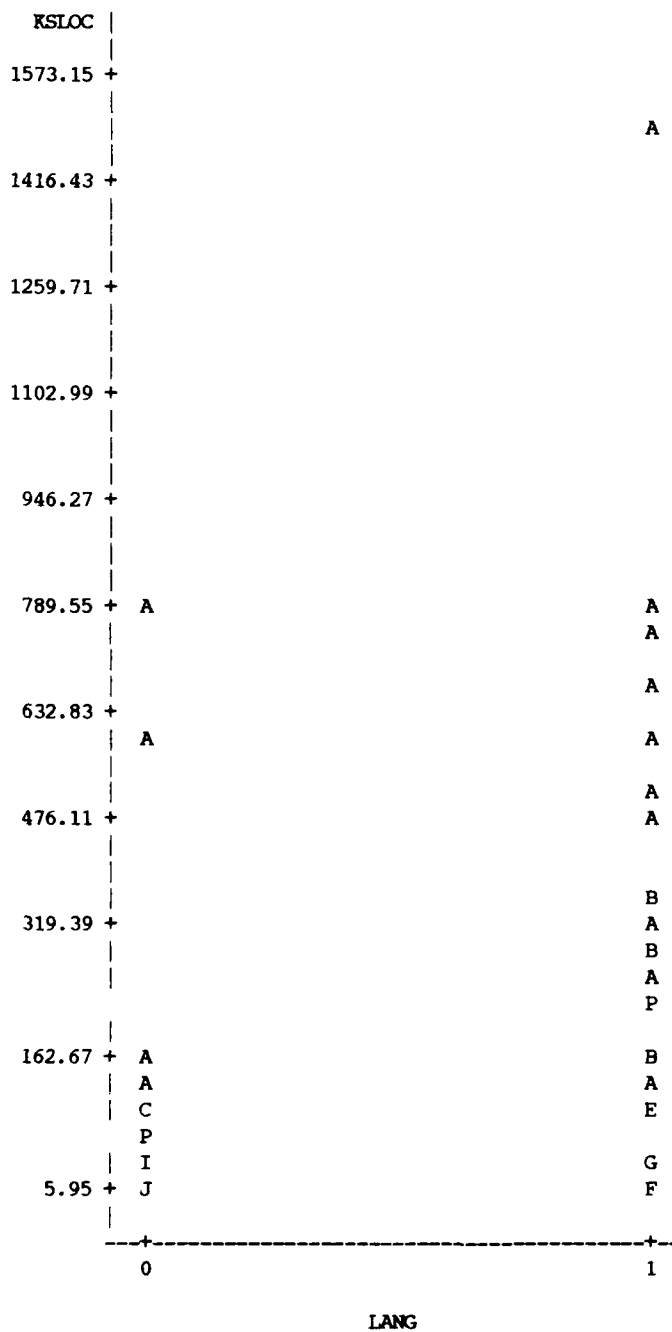 KSLOC |
1573.15 +
A
1416.43 +
1259.71 +
1102.99 +
946.27 +
789.55 + A A
A
A
632.83 +
A A
A
476.11 + A
B
319.39 + A
B
A
P
162.67 + A B
A A
C E
P
I G
5.95 + J F
0 1
LANG